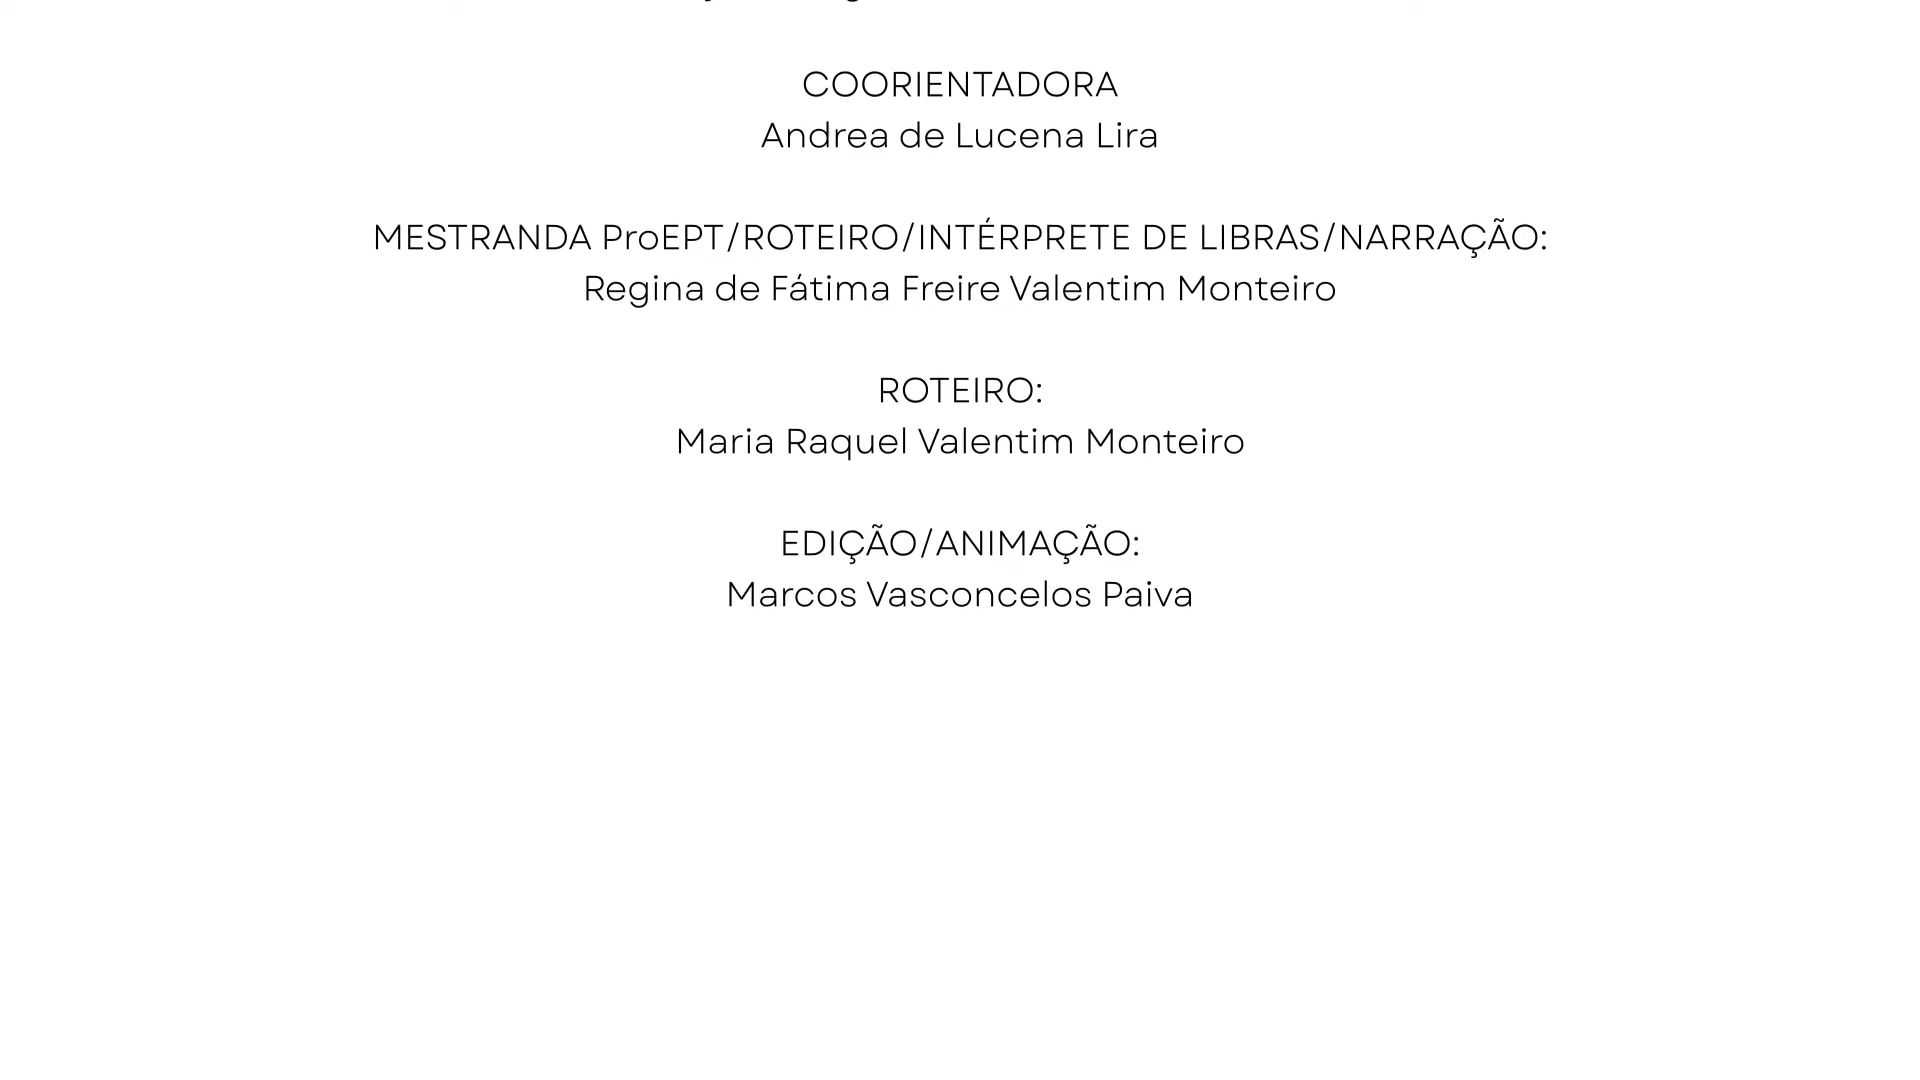 COORIENTADORA
Andrea de Lucena Lira
MESTRANDA ProEPT/ROTEIRO/INTÉRPRETE DE LIBRAS/NARRAÇÃO:
Regina de Fátima Freire Valentim Monteiro
ROTEIRO:
Maria Raquel Valentim Monteiro
EDIÇÃO/ANIMAÇÃO:
Marcos Vasconcelos Paiva